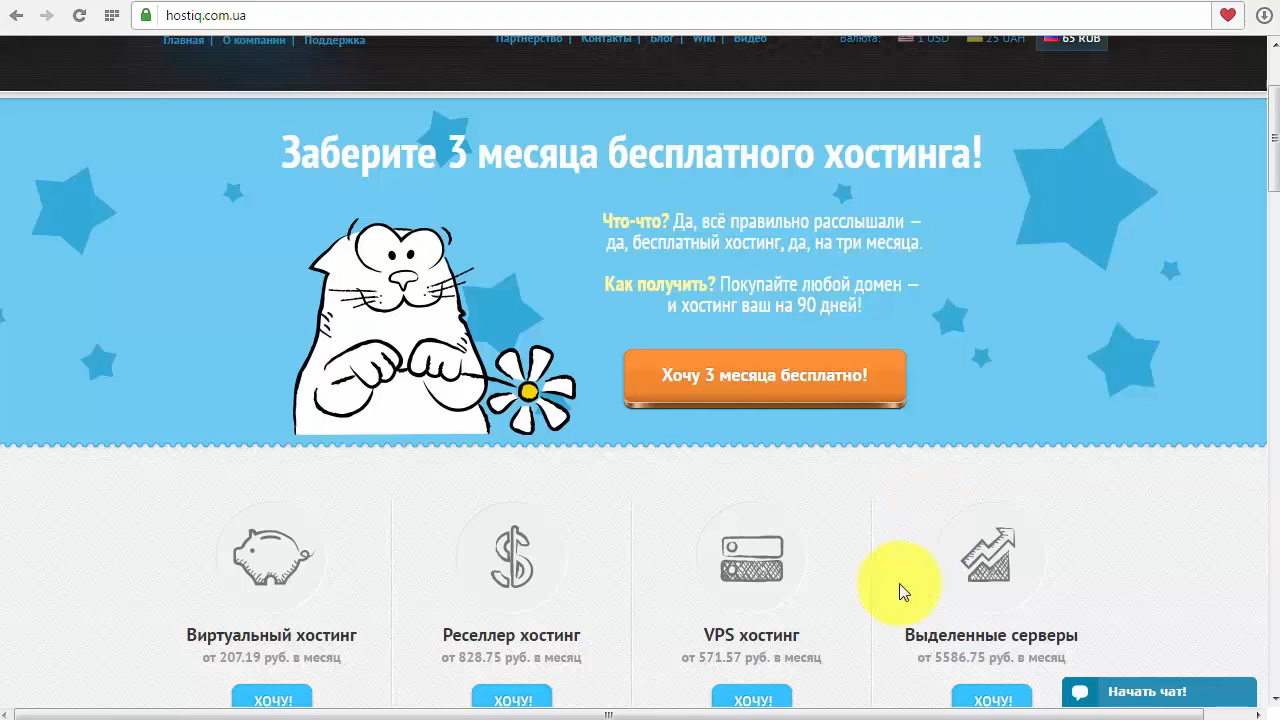 hostiq.com.ua
Главная | О компании | Поддержка
Партнерство | Контакты | Блог | Wiki | Видео
Валюта: 1 USD 25 UAH 65 RUB
Заберите 3 месяца бесплатного хостинга!
Что-что? Да, всё правильно расслышали —
да, бесплатный хостинг, да, на три месяца.
Как получить? Покупайте любой домен —
и хостинг ваш на 90 дней!
Хочу 3 месяца бесплатно!
Виртуальный хостинг
от 207.19 руб. в месяц
ХОЧУ!
Реселлер хостинг
от 828.75 руб. в месяц
ХОЧУ!
VPS хостинг
от 571.57 руб. в месяц
ХОЧУ!
Выделенные серверы
от 5586.75 руб. в месяц
ХОЧУ!
Начать чат!